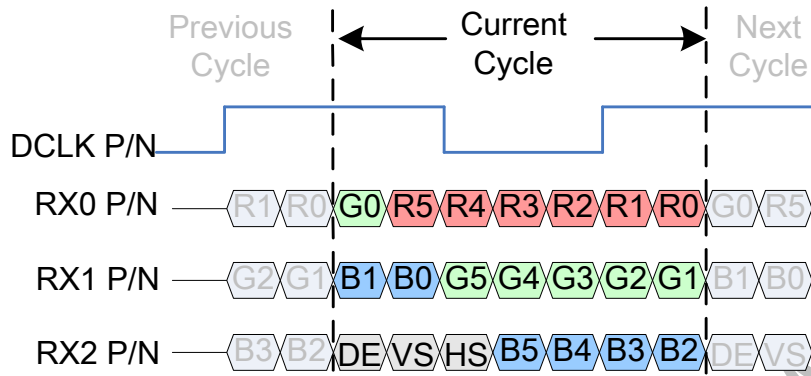 Previous Cycle Current Cycle Next Cycle
DCLK P/N
RX0 P/N R1 R0 G0 R5 R4 R3 R2 R1 R0 G0 R5
RX1 P/N G2 G1 B1 B0 G5 G4 G3 G2 G1 B1 B0
RX2 P/N B3 B2 DE VS HS B5 B4 B3 B2 DE VS